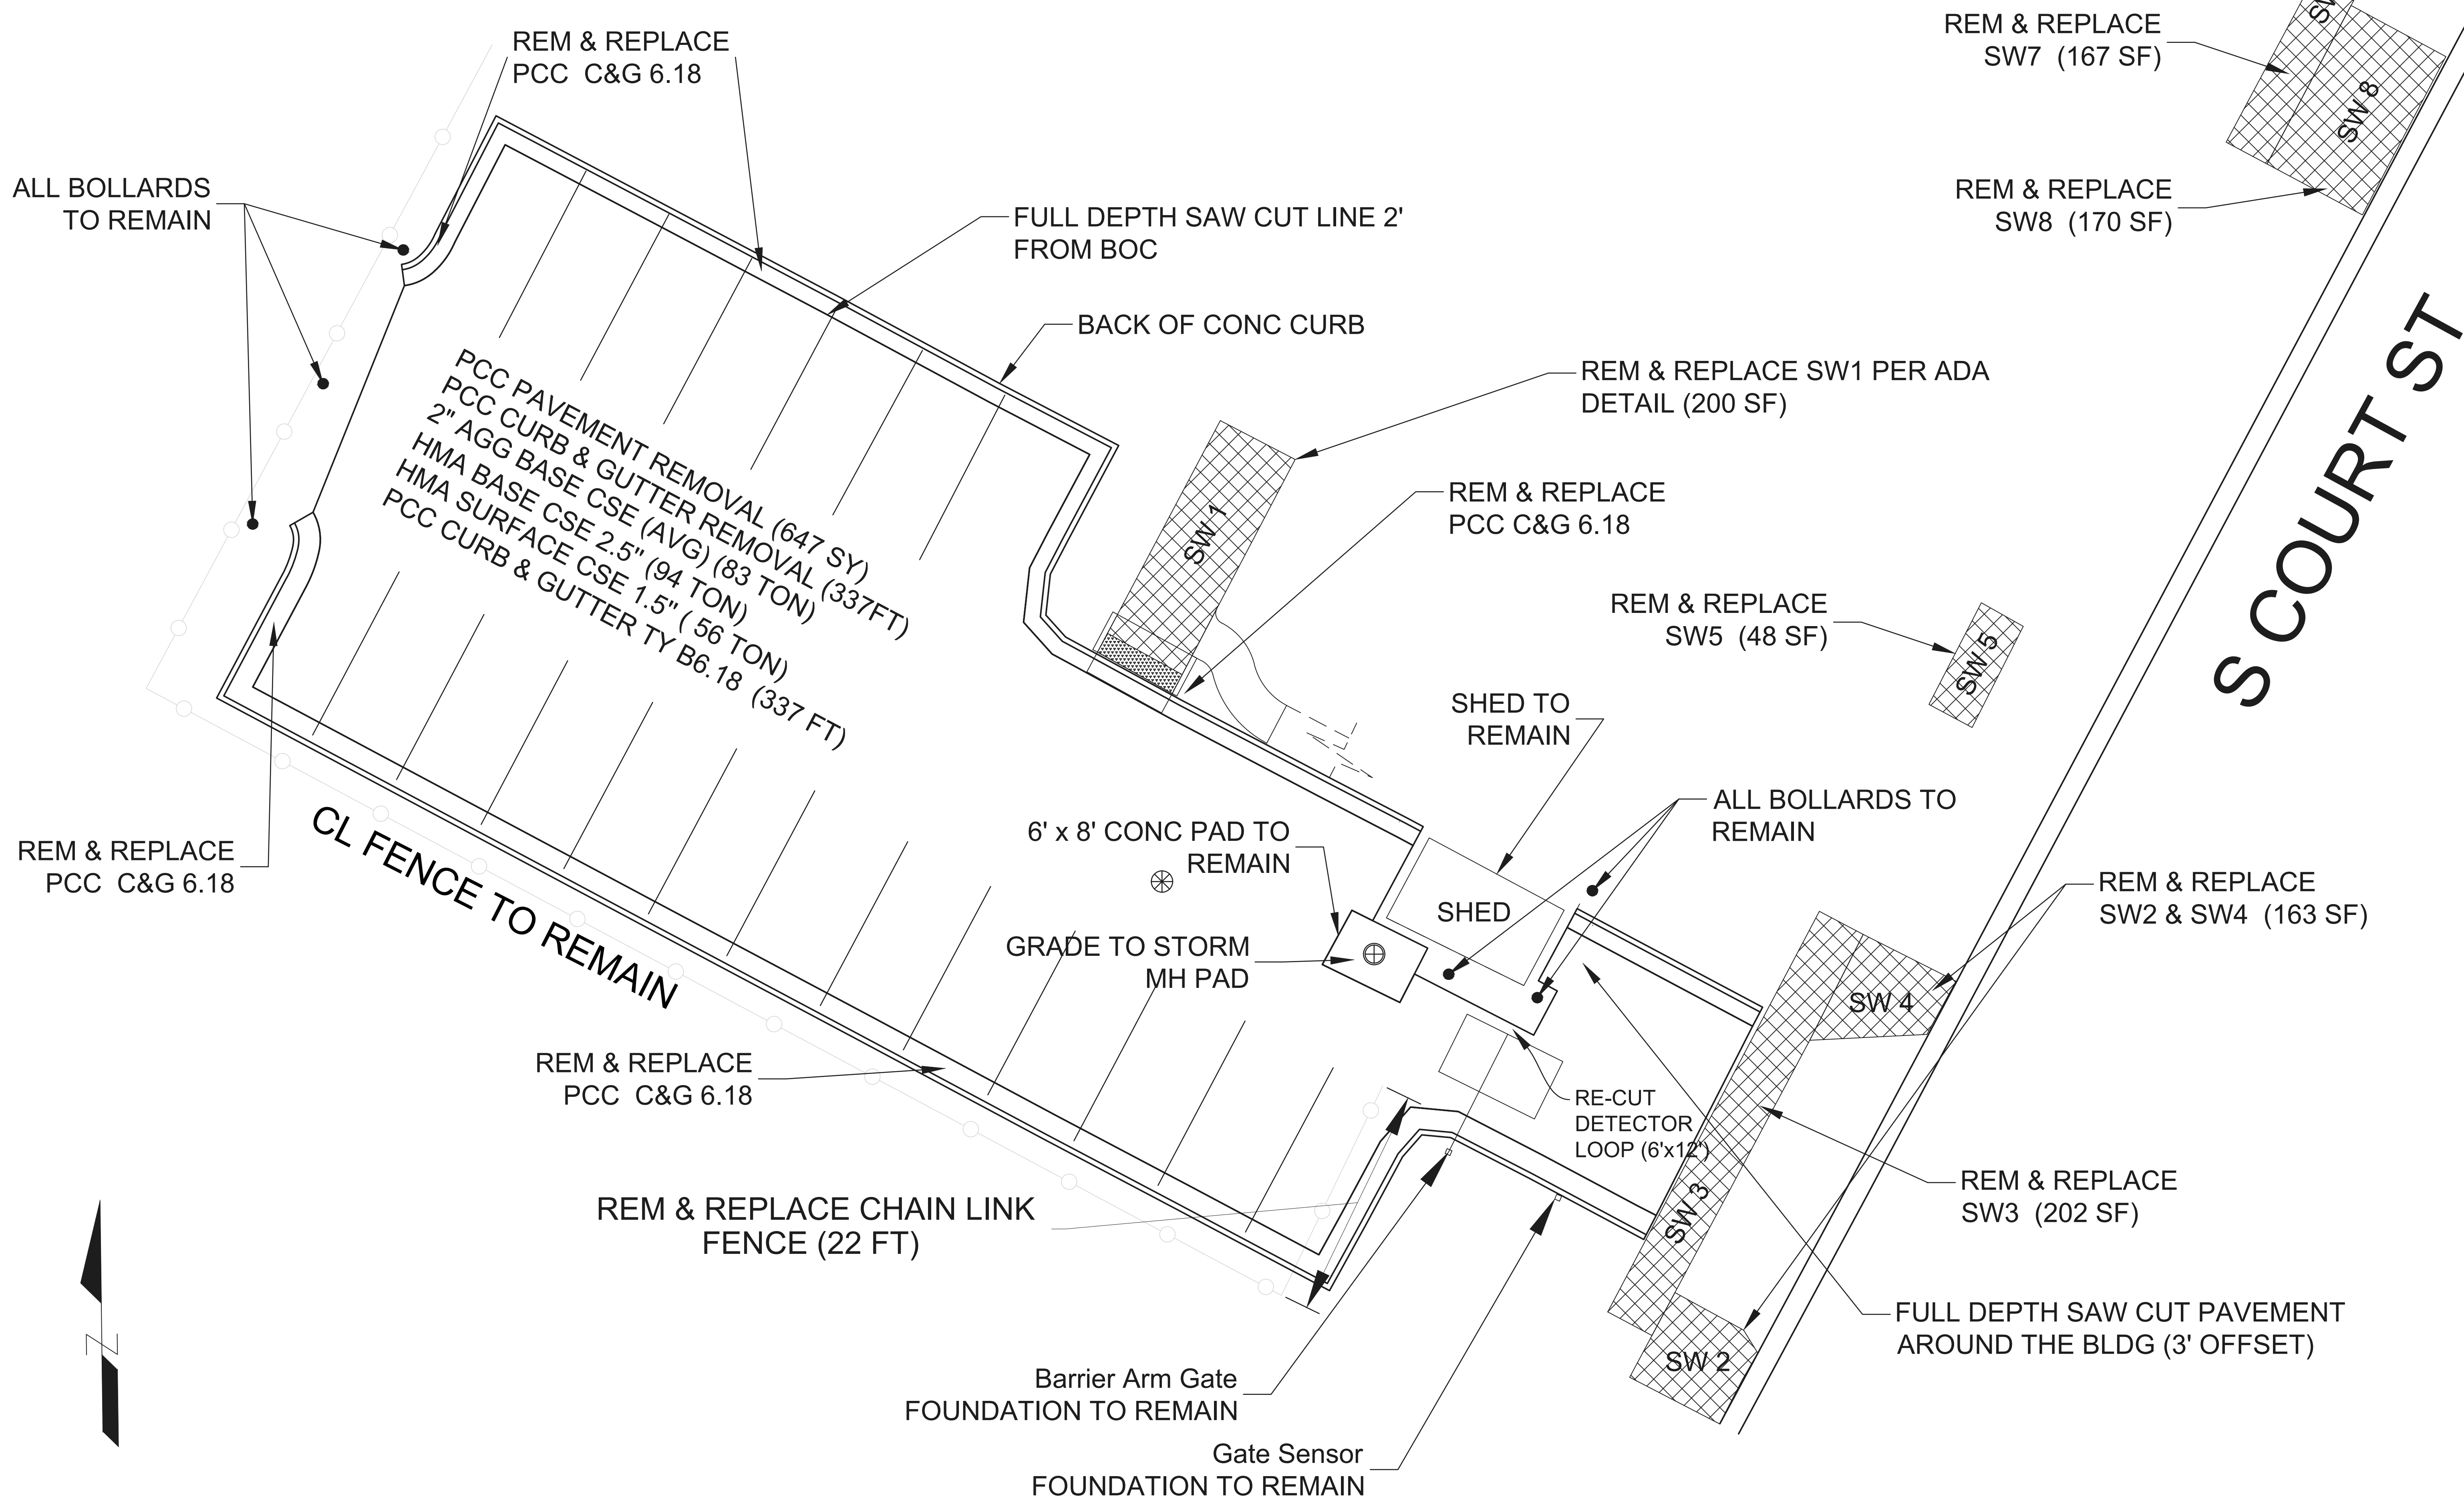 REM & REPLACE
PCC  C&G 6.18
REM & REPLACE
SW7  (167 SF)
SW 8
ALL BOLLARDS
TO REMAIN
REM & REPLACE
SW8  (170 SF)
FULL DEPTH SAW CUT LINE 2'
FROM BOC
BACK OF CONC CURB
S COURT ST
PCC PAVEMENT REMOVAL (647 SY)
PCC CURB & GUTTER REMOVAL (337FT)
2" AGG BASE CSE (AVG) (83 TON)
HMA BASE CSE 2.5" (94 TON)
HMA SURFACE CSE 1.5" ( 56 TON)
PCC CURB & GUTTER TY B6.18  (337 FT)
REM & REPLACE SW1 PER ADA
DETAIL (200 SF)
SW 1
REM & REPLACE
PCC C&G 6.18
REM & REPLACE
SW5  (48 SF)
SW 5
SHED TO
REMAIN
ALL BOLLARDS TO
REMAIN
6' x 8' CONC PAD TO
REMAIN
REM & REPLACE
PCC  C&G 6.18
CL FENCE TO REMAIN
SHED
REM & REPLACE
SW2 & SW4  (163 SF)
GRADE TO STORM
MH PAD
SW 4
REM & REPLACE
PCC  C&G 6.18
RE-CUT
DETECTOR
LOOP (6'x12')
REM & REPLACE
SW3  (202 SF)
SW 3
REM & REPLACE CHAIN LINK
FENCE (22 FT)
FULL DEPTH SAW CUT PAVEMENT
AROUND THE BLDG (3' OFFSET)
SW 2
Barrier Arm Gate
FOUNDATION TO REMAIN
Gate Sensor
FOUNDATION TO REMAIN
Z